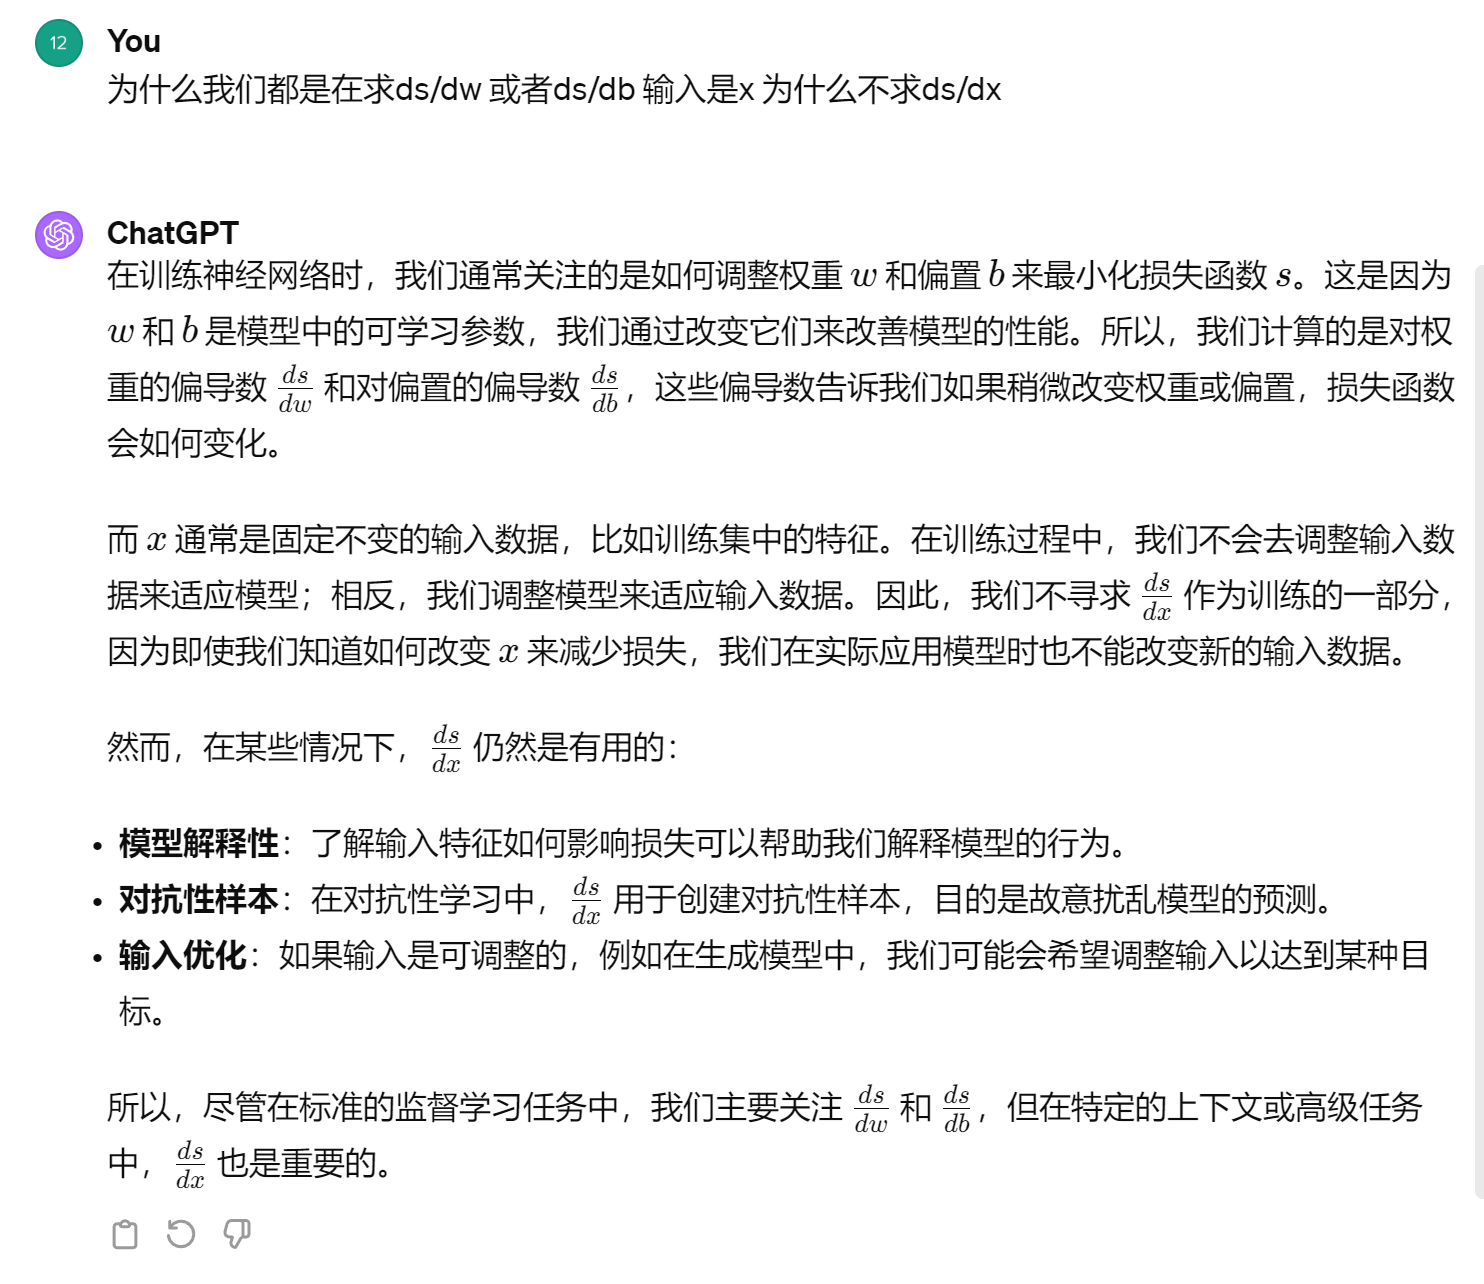 12
You
为什么我们都是在求ds/dw 或者ds/db 输入是x 为什么不求ds/dx
ChatGPT
在训练神经网络时，我们通常关注的是如何调整权重 w 和偏置 b 来最小化损失函数 s。这是因为
w 和 b 是模型中的可学习参数，我们通过改变它们来改善模型的性能。所以，我们计算的是对权
重的偏导数 ds/dw 和对偏置的偏导数 ds/db，这些偏导数告诉我们如果稍微改变权重或偏置，损失函数
会如何变化。
而 x 通常是固定不变的输入数据，比如训练集中的特征。在训练过程中，我们不会去调整输入数
据来适应模型；相反，我们调整模型来适应输入数据。因此，我们不寻求 ds/dx 作为训练的一部分，
因为即使我们知道如何改变 x 来减少损失，我们在实际应用模型时也不能改变新的输入数据。
然而，在某些情况下，ds/dx 仍然是有用的：
• 模型解释性：了解输入特征如何影响损失可以帮助我们解释模型的行为。
• 对抗性样本：在对抗性学习中，ds/dx 用于创建对抗性样本，目的是故意扰乱模型的预测。
• 输入优化：如果输入是可调整的，例如在生成模型中，我们可能会希望调整输入以达到某种目
标。
所以，尽管在标准的监督学习任务中，我们主要关注 ds/dw 和 ds/db，但在特定的上下文或高级任务
中，ds/dx 也是重要的。